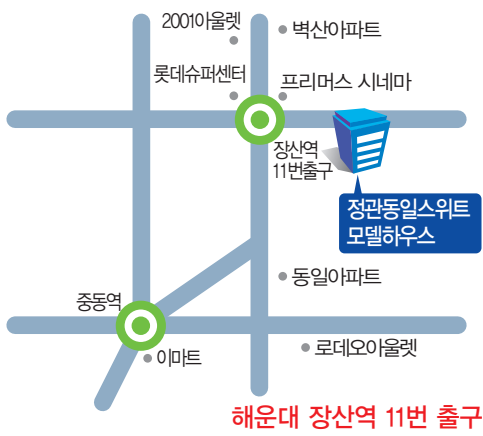 2001아울렛
벽산아파트
롯데슈퍼센터
프리머스 시네마
장산역
11번출구
정관동일스위트
모델하우스
동일아파트
중동역
이마트
로데오아울렛
해운대 장산역 11번 출구